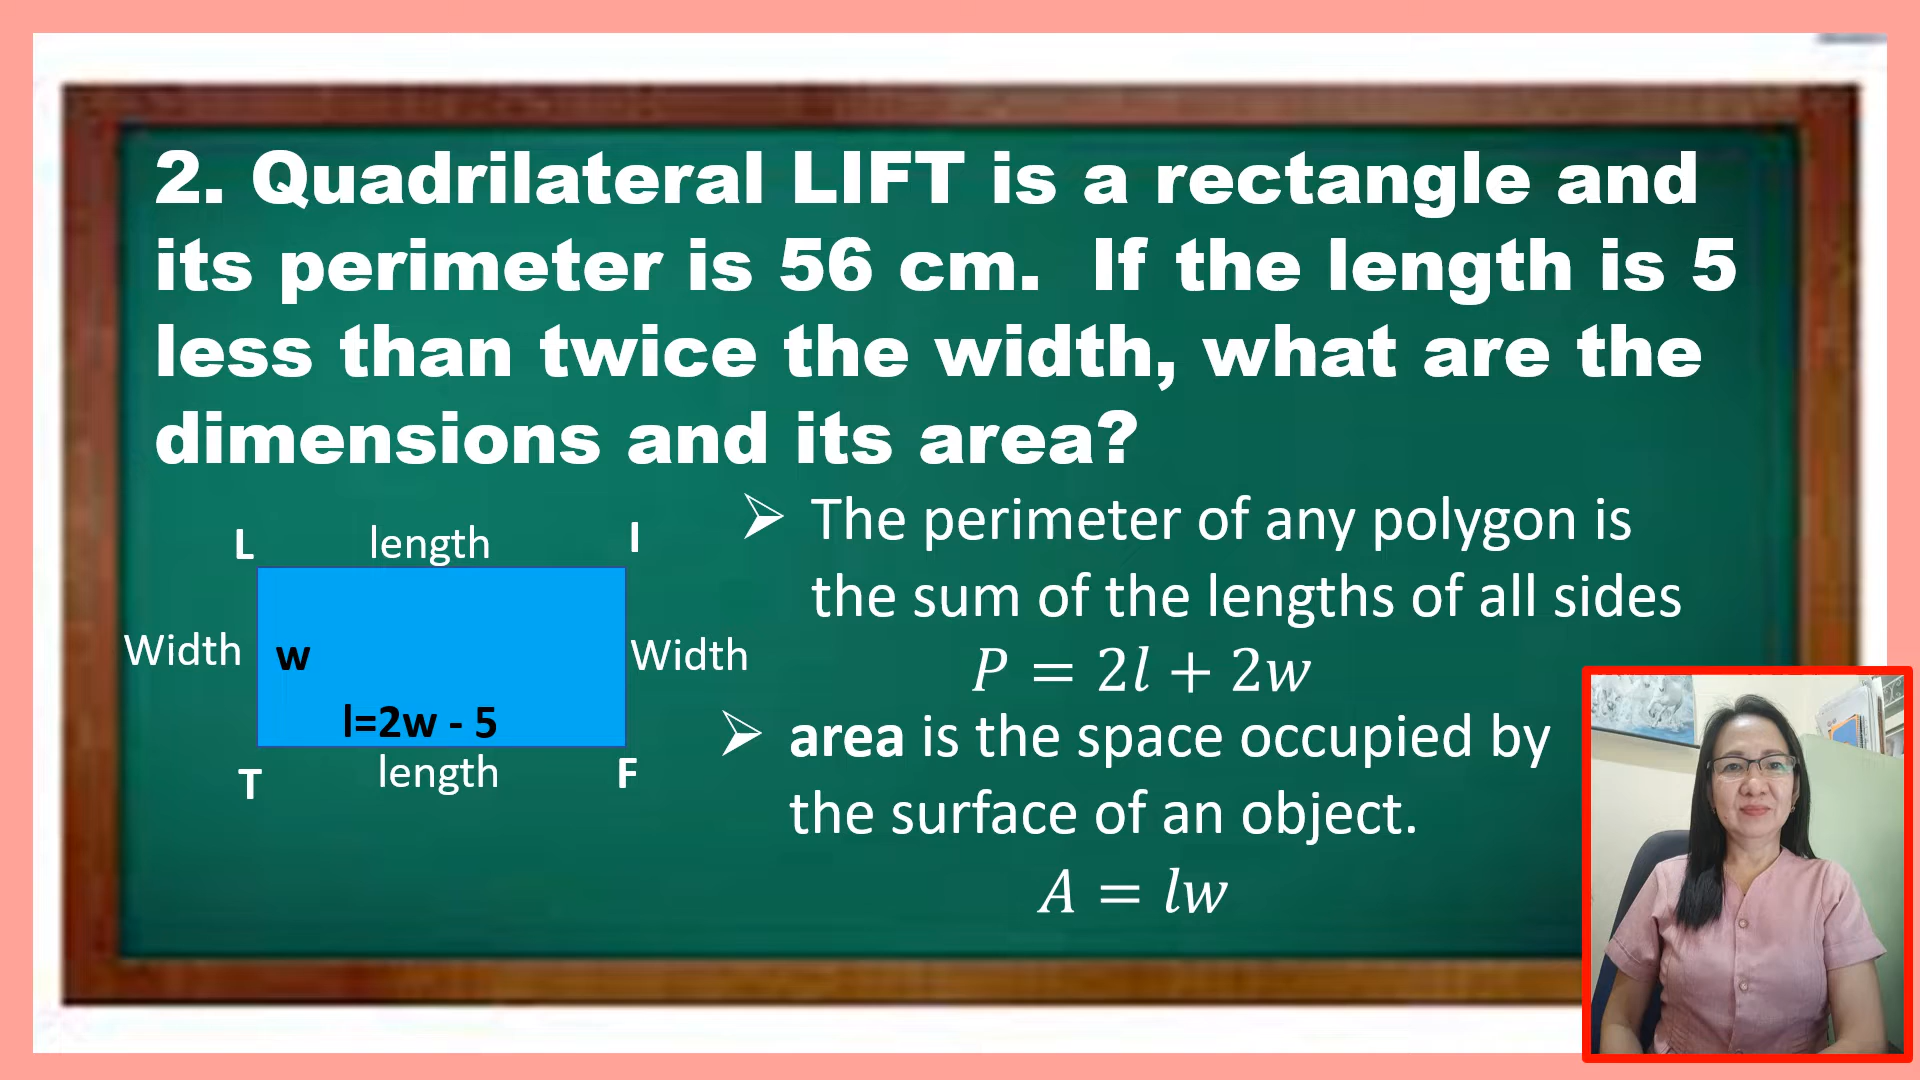 2. Quadrilateral LIFT is a rectangle and
its perimeter is 56 cm.  If the length is 5
less than twice the width, what are the
dimensions and its area?
L length I
Width w Width
l=2w - 5
T length F
➢ The perimeter of any polygon is
the sum of the lengths of all sides
P = 2l + 2w
➢ area is the space occupied by
the surface of an object.
A = lw